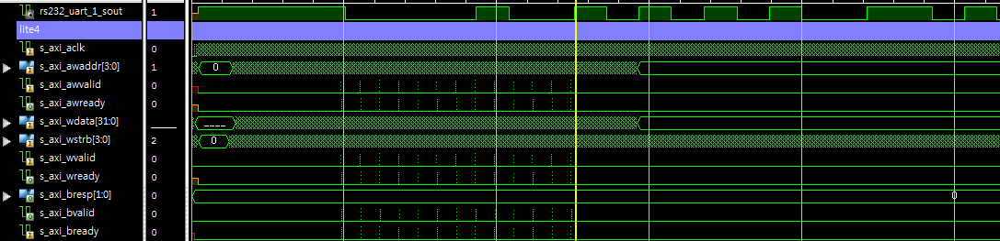 rs232_uart_1_sout 1
lite4
s_axi_aclk 0
s_axi_awaddr[3:0] 1 0
s_axi_awvalid 0
s_axi_awready 0
s_axi_wdata[31:0] ____ ____
s_axi_wstrb[3:0] 2 0
s_axi_wvalid 0
s_axi_wready 0
s_axi_bresp[1:0] 0 0
s_axi_bvalid 0
s_axi_bready 0